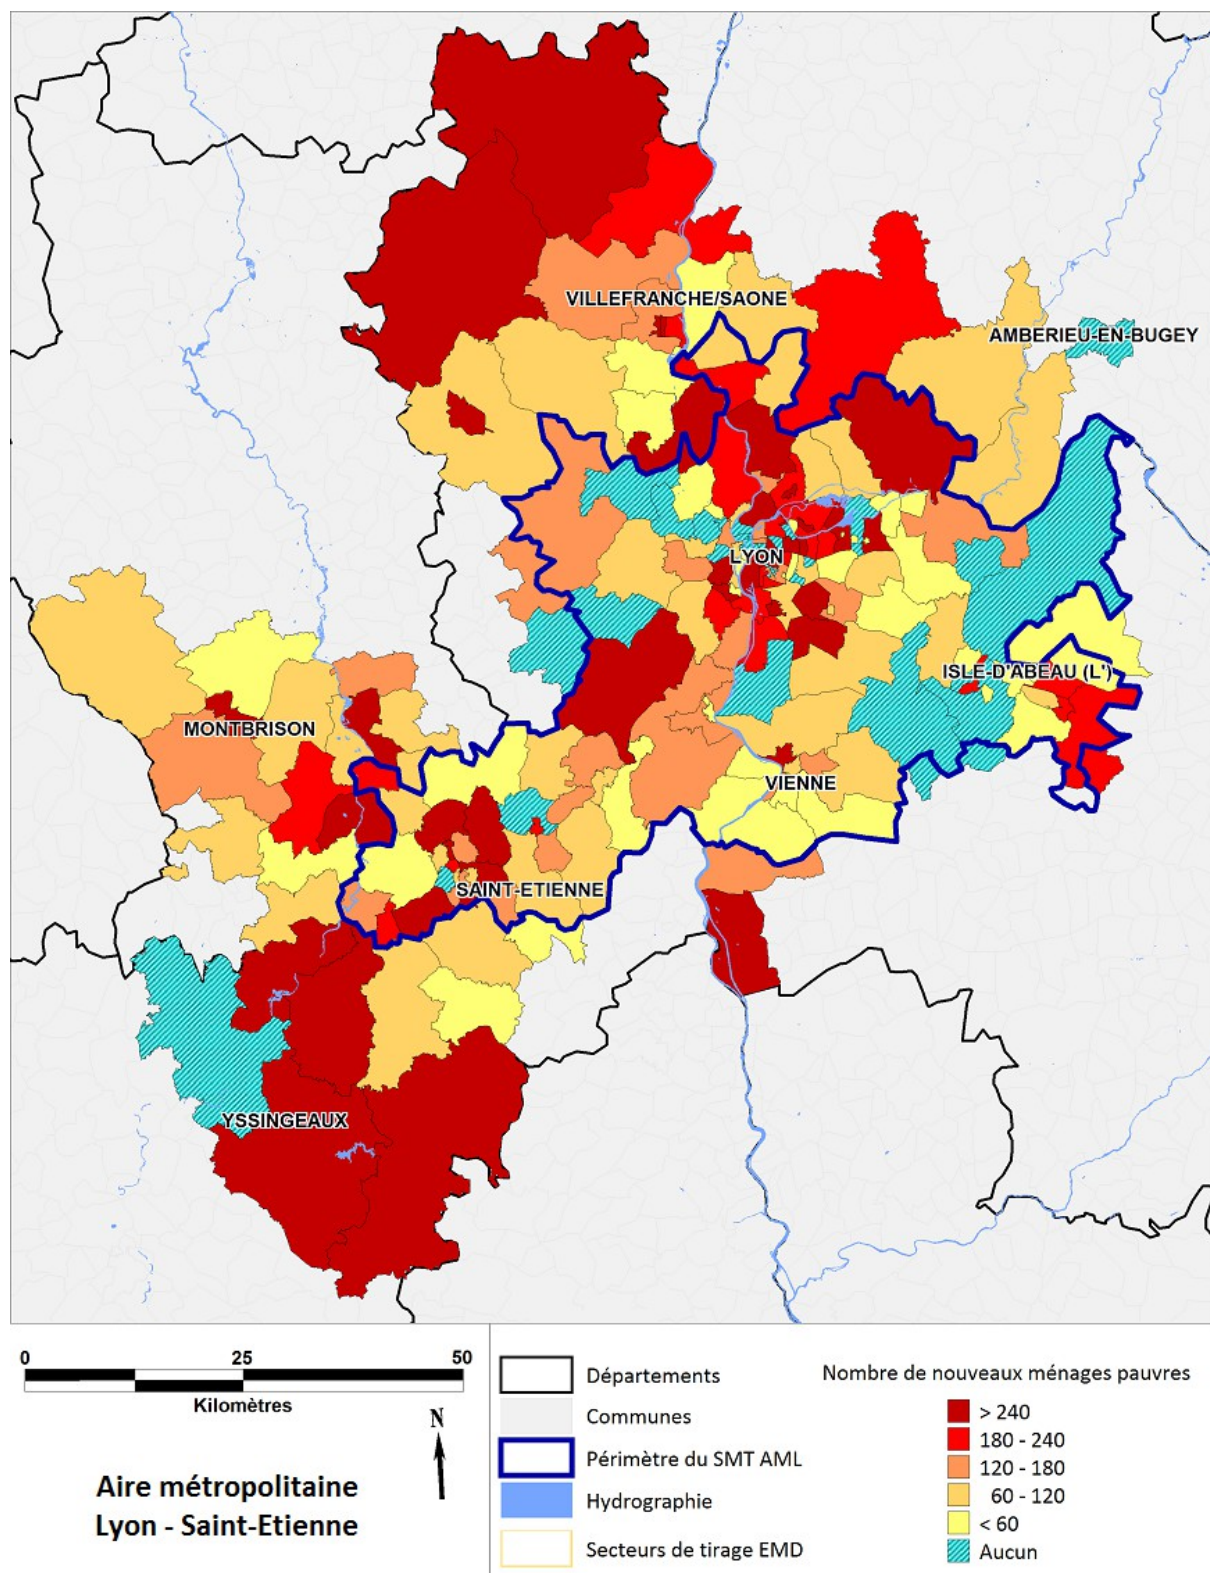 VILLEFRANCHE/SAONE
AMBERIEU-EN-BUGEY
LYON
ISLE-D'ABEAU (L')
MONTBRISON
VIENNE
SAINT-ETIENNE
YSSINGEAUX
0 25 50
Kilomètres
N
Aire métropolitaine
Lyon - Saint-Etienne
Départements
Communes
Périmètre du SMT AML
Hydrographie
Secteurs de tirage EMD
Nombre de nouveaux ménages pauvres
> 240
180 - 240
120 - 180
60 - 120
< 60
Aucun